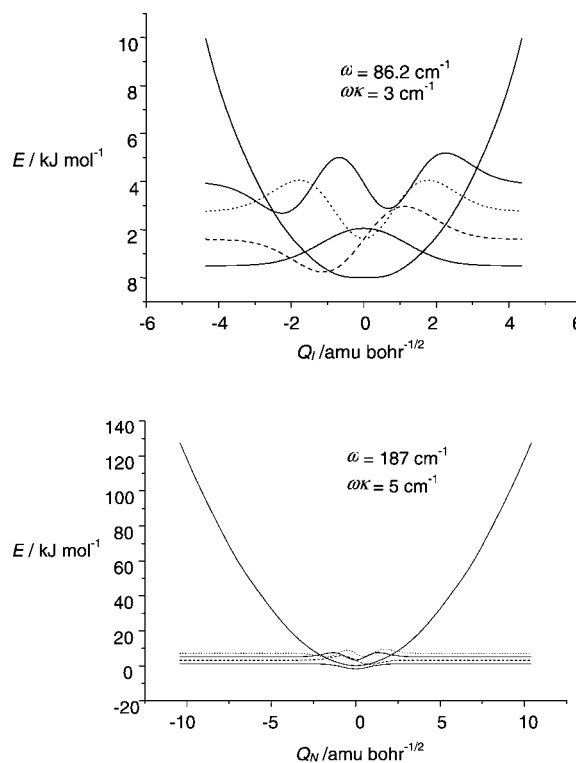 10
8
6
4
2
8
E / kJ mol⁻¹
ω = 86.2 cm⁻¹
ωκ = 3 cm⁻¹
-6 -4 -2 0 2 4 6
Q_I /amu bohr⁻¹/²
140
120
100
80
60
40
20
0
-20
E / kJ mol⁻¹
ω = 187 cm⁻¹
ωκ = 5 cm⁻¹
-10 -5 0 5 10
Q_N /amu bohr⁻¹/²